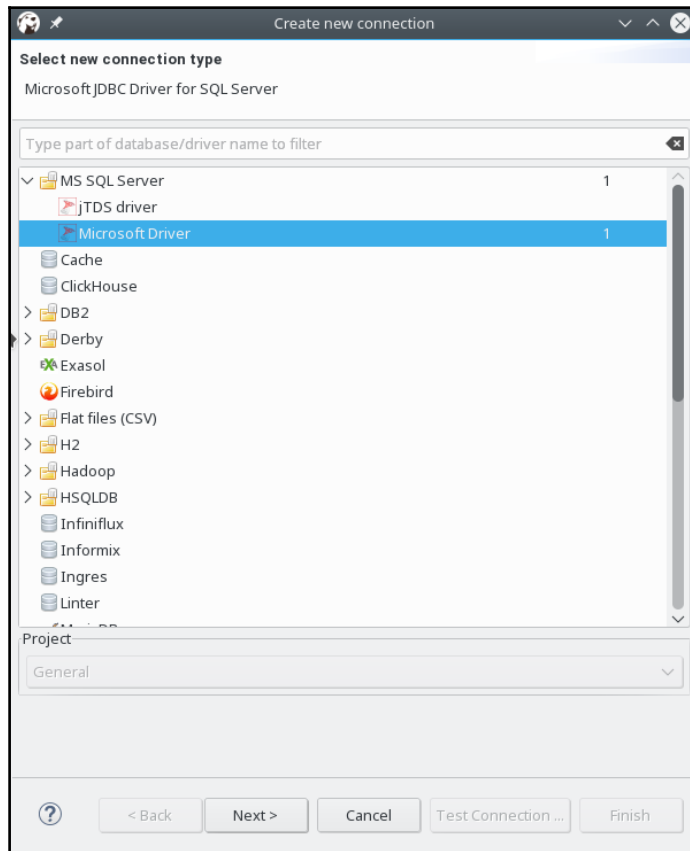 Create new connection
Select new connection type
Microsoft JDBC Driver for SQL Server
Type part of database/driver name to filter
MS SQL Server 1
jTDS driver
Microsoft Driver 1
Cache
ClickHouse
DB2
Derby
EXA Exasol
Firebird
Flat files (CSV)
H2
Hadoop
HSQLDB
Infiniflux
Informix
Ingres
Linter
Project
General
? < Back Next > Cancel Test Connection ... Finish